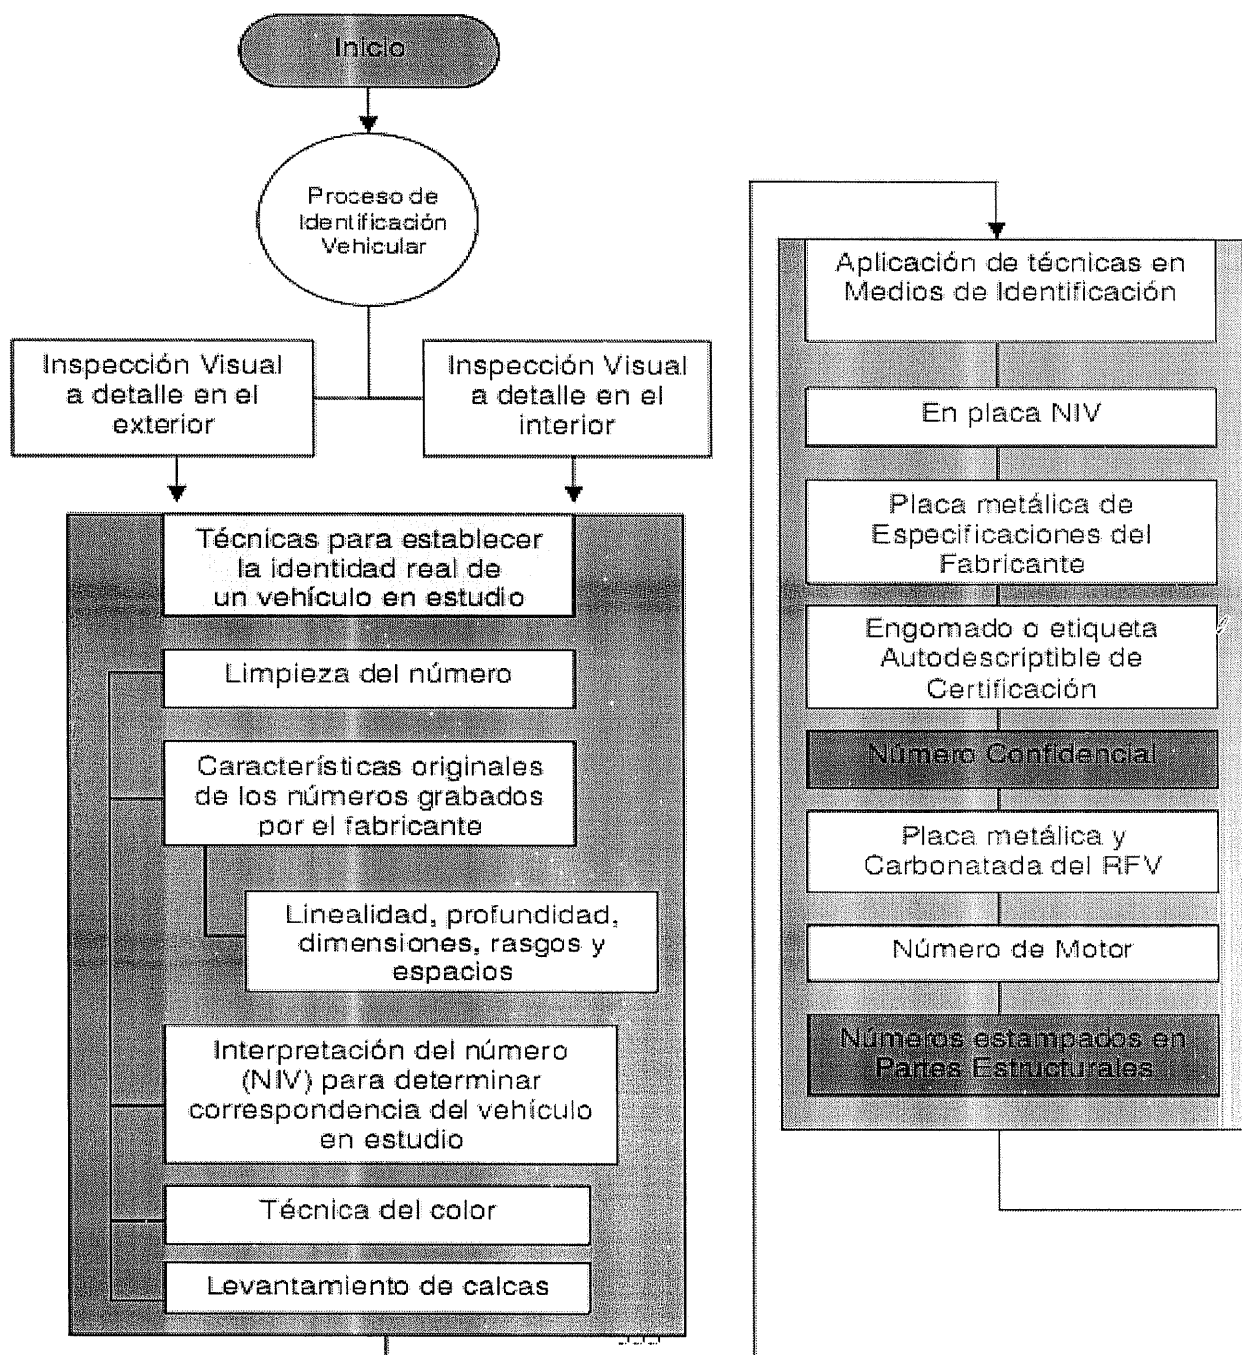 Inicio
Proceso de
Identificación
Vehicular
Inspección Visual
a detalle en el
exterior
Inspección Visual
a detalle en el
interior
Técnicas para establecer
la identidad real de
un vehículo en estudio
Limpieza del número
Características originales
de los números grabados
por el fabricante
Linealidad, profundidad,
dimensiones, rasgos y
espacios
Interpretación del número
(NIV) para determinar
correspondencia del vehículo
en estudio
Técnica del color
Levantamiento de calcas
Aplicación de técnicas en
Medios de Identificación
En placa NIV
Placa metálica de
Especificaciones del
Fabricante
Engomado o etiqueta
Autodescriptible de
Certificación
Número Confidencial
Placa metálica y
Carbonatada del RFV
Número de Motor
Números estampados en
Partes Estructurales